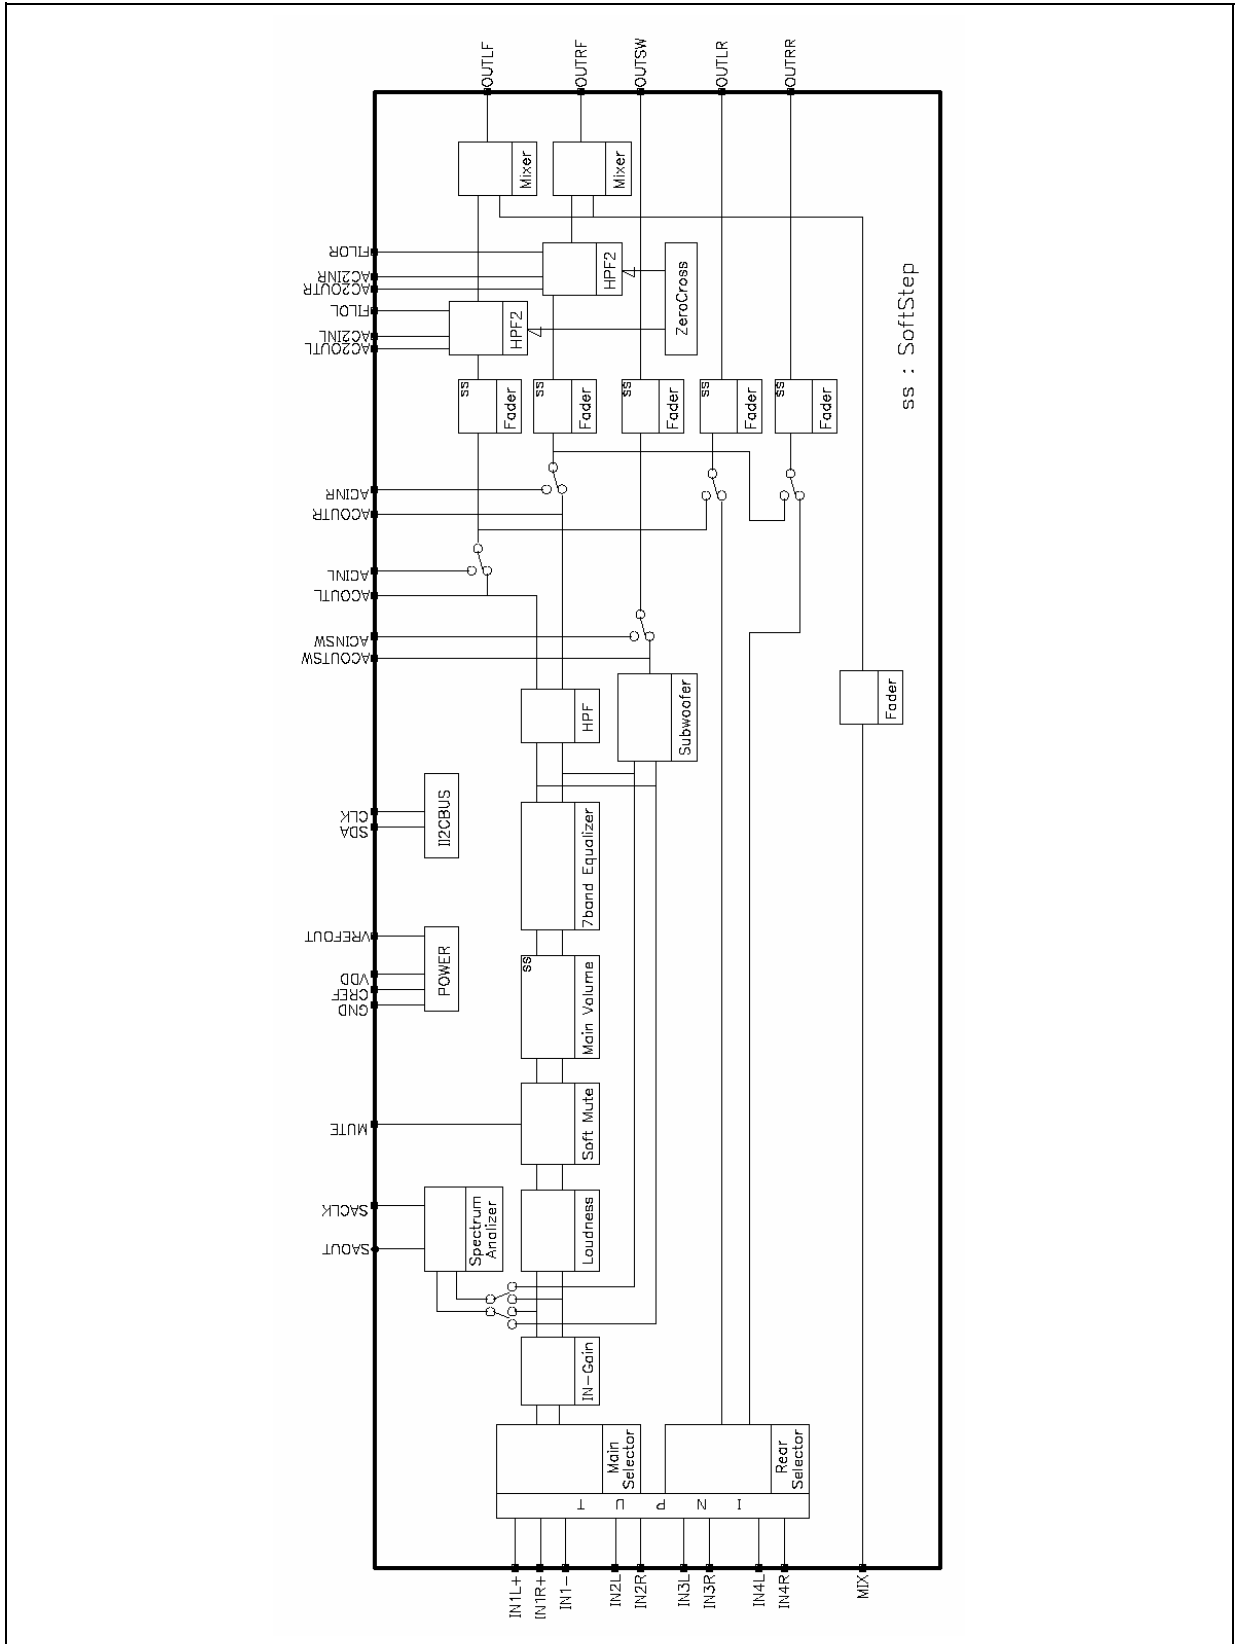 OUTLF
OUTRF
OUTSW
OUTLR
OUTRR
Mixer
Mixer
FILOR
AC2INR
AC2OUTR
FILOL
AC2INL
AC2OUTL
HPF2
HPF2
ZeroCross
ss : SoftStep
ss
Fader
ss
Fader
ss
Fader
ss
Fader
ss
Fader
ACINR
ACOUTR
ACINL
ACOUTL
ACINSW
ACOUTSW
HPF
Subwoofer
Fader
CLK
SDA
I2CBUS
7band Equalizer
VREFOUT
VDD
CREF
GND
POWER
ss
Main Volume
MUTE
Soft Mute
SACLK
SAOUT
Spectrum
Analizer
Loudness
IN-Gain
Main
Selector
Rear
Selector
I N P U T
IN1L+
IN1R+
IN1-
IN2L
IN2R
IN3L
IN3R
IN4L
IN4R
MIX